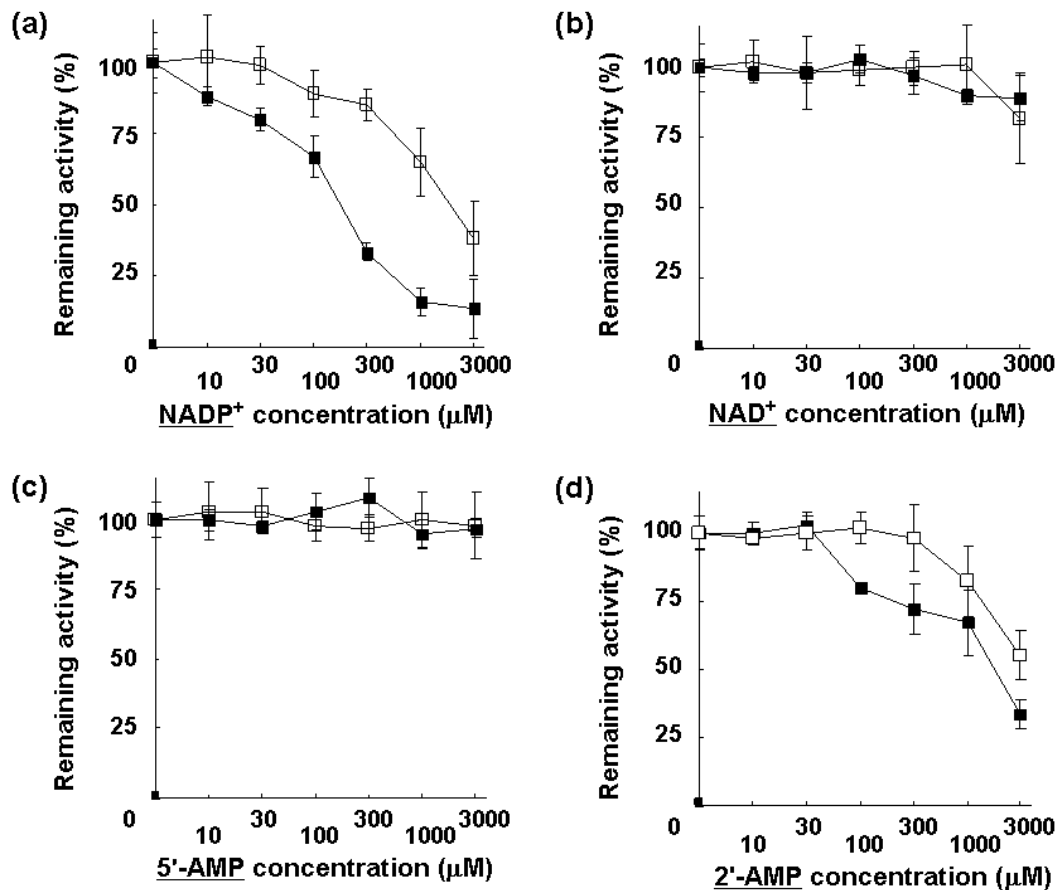 (a)
Remaining activity (%)
100
75
50
25
0
10 30 100 300 1000 3000
NADP+ concentration (μM)
(b)
Remaining activity (%)
100
75
50
25
0
10 30 100 300 1000 3000
NAD+ concentration (μM)
(c)
Remaining activity (%)
100
75
50
25
0
10 30 100 300 1000 3000
5'-AMP concentration (μM)
(d)
Remaining activity (%)
100
75
50
25
0
10 30 100 300 1000 3000
2'-AMP concentration (μM)